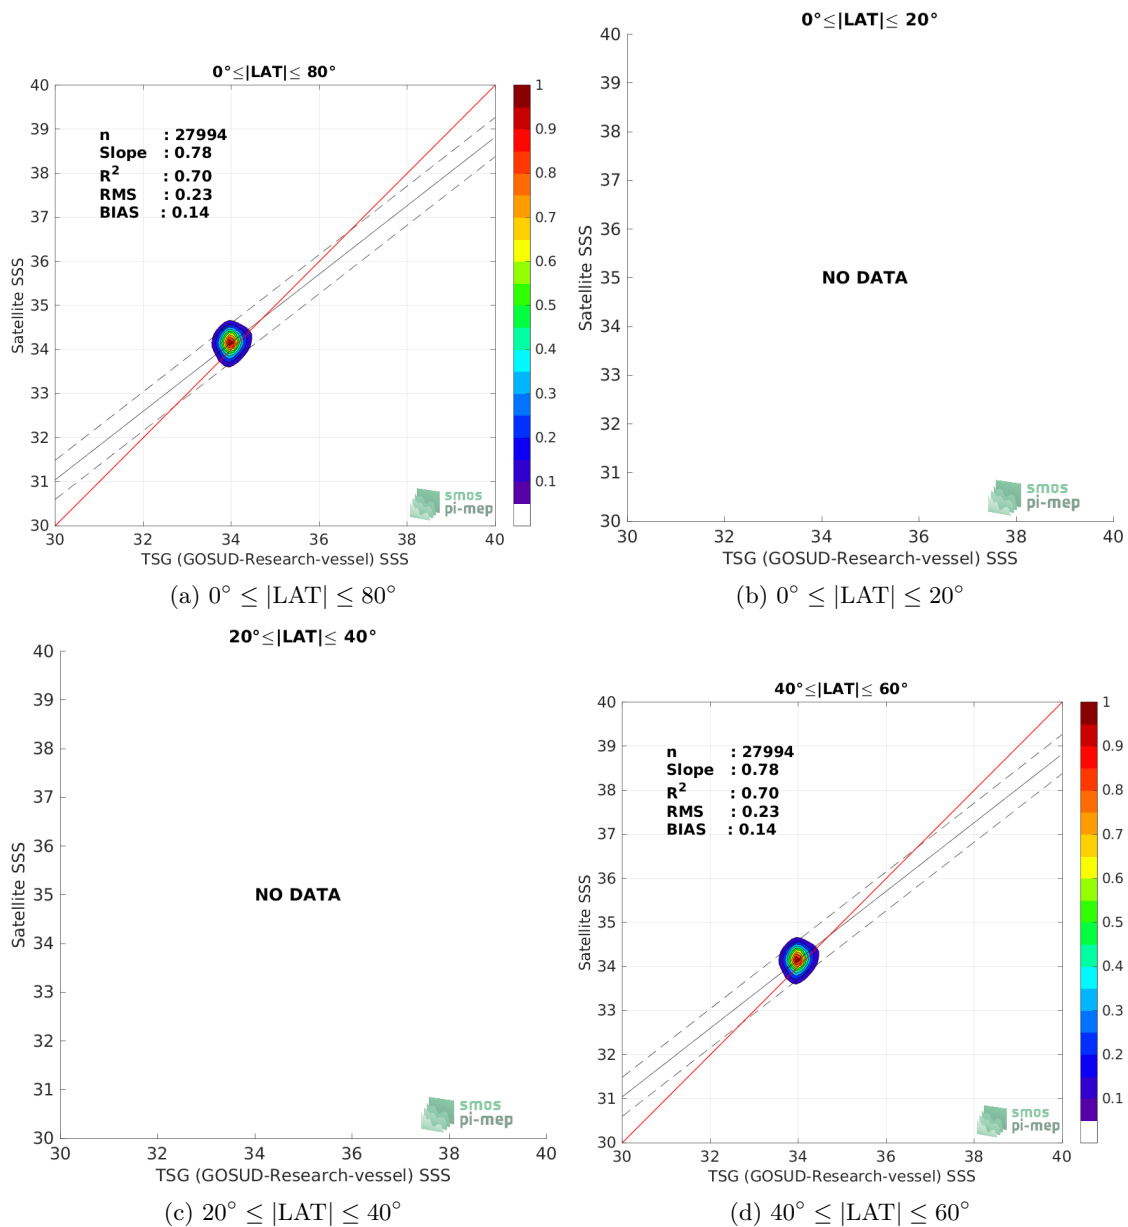 0°≤|LAT|≤ 80°
40
39
38
37
36
35
34
33
32
31
30
Satellite SSS
n : 27994
Slope : 0.78
R² : 0.70
RMS : 0.23
BIAS : 0.14
smos
pi-mep
30 32 34 36 38 40
TSG (GOSUD-Research-vessel) SSS
1
0.9
0.8
0.7
0.6
0.5
0.4
0.3
0.2
0.1
(a) 0° ≤ |LAT| ≤ 80°
0°≤|LAT|≤ 20°
40
39
38
37
36
35
34
33
32
31
30
Satellite SSS
NO DATA
smos
pi-mep
30 32 34 36 38 40
TSG (GOSUD-Research-vessel) SSS
(b) 0° ≤ |LAT| ≤ 20°
20°≤|LAT|≤ 40°
40
39
38
37
36
35
34
33
32
31
30
Satellite SSS
NO DATA
smos
pi-mep
30 32 34 36 38 40
TSG (GOSUD-Research-vessel) SSS
(c) 20° ≤ |LAT| ≤ 40°
40°≤|LAT|≤ 60°
40
39
38
37
36
35
34
33
32
31
30
Satellite SSS
n : 27994
Slope : 0.78
R² : 0.70
RMS : 0.23
BIAS : 0.14
smos
pi-mep
30 32 34 36 38 40
TSG (GOSUD-Research-vessel) SSS
1
0.9
0.8
0.7
0.6
0.5
0.4
0.3
0.2
0.1
(d) 40° ≤ |LAT| ≤ 60°